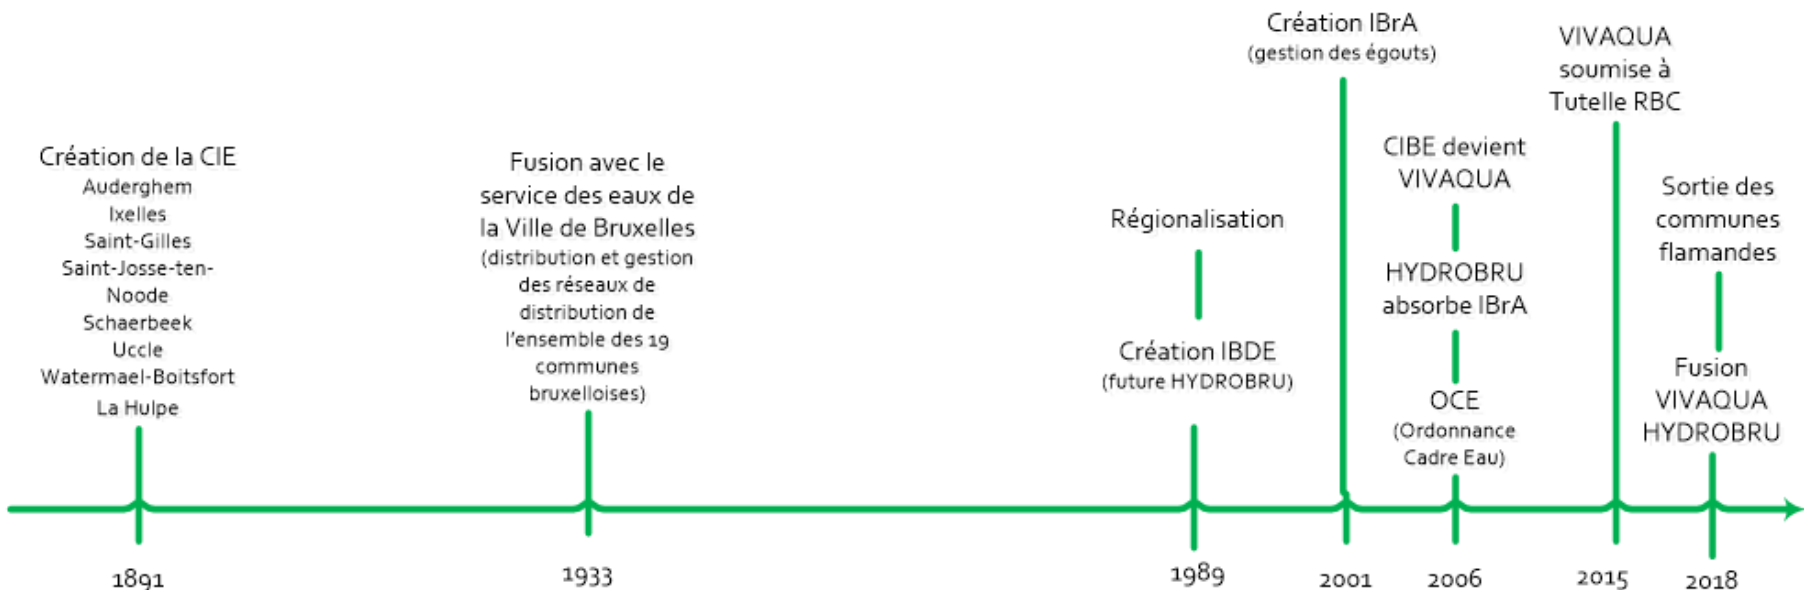 Création de la CIE
Auderghem
Ixelles
Saint-Gilles
Saint-Josse-ten-
Noode
Schaerbeek
Uccle
Watermael-Boitsfort
La Hulpe
1891
Fusion avec le
service des eaux de
la Ville de Bruxelles
(distribution et gestion
des réseaux de
distribution de
l'ensemble des 19
communes
bruxelloises)
1933
Régionalisation
Création IBDE
(future HYDROBRU)
1989
Création IBrA
(gestion des égouts)
2001
CIBE devient
VIVAQUA
HYDROBRU
absorbe IBrA
OCE
(Ordonnance
Cadre Eau)
2006
VIVAQUA
soumise à
Tutelle RBC
2015
Sortie des
communes
flamandes
Fusion
VIVAQUA
HYDROBRU
2018